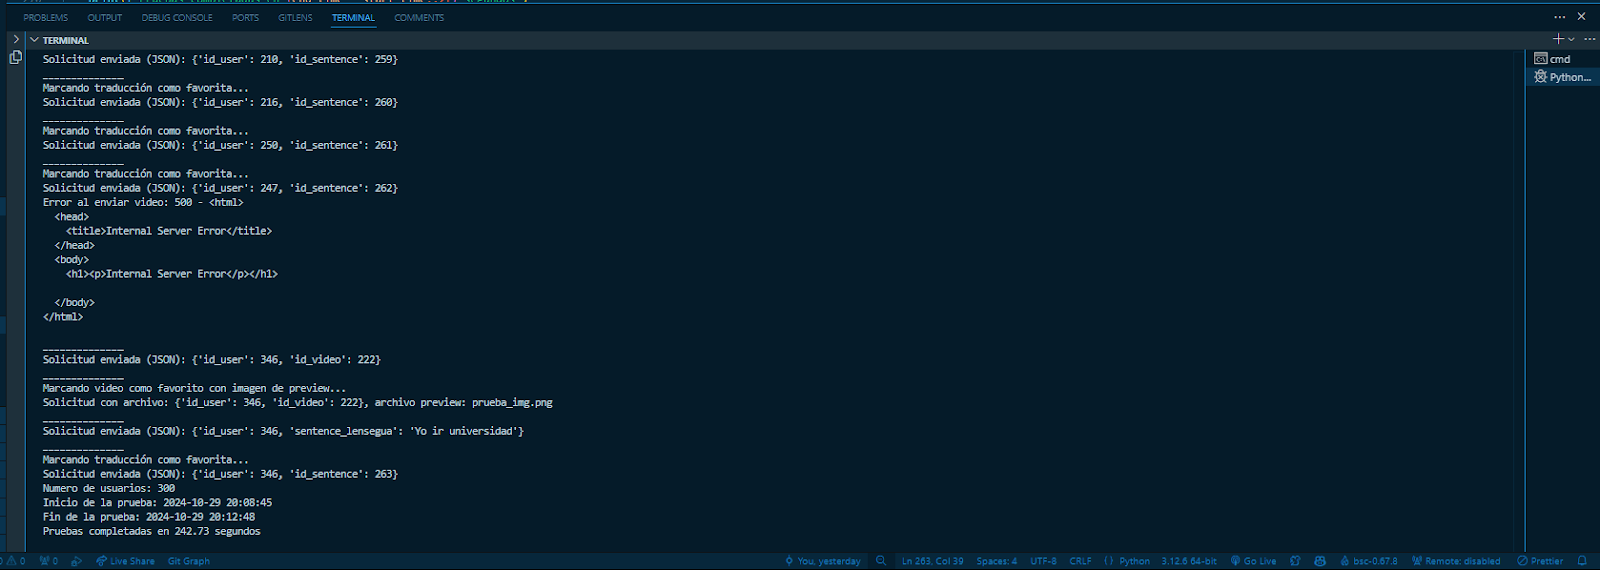 PROBLEMS OUTPUT DEBUG CONSOLE PORTS GITLENS TERMINAL COMMENTS
TERMINAL
Solicitud enviada (JSON): {'id_user': 210, 'id_sentence': 259}
______________
Marcando traducción como favorita...
Solicitud enviada (JSON): {'id_user': 216, 'id_sentence': 260}
______________
Marcando traducción como favorita...
Solicitud enviada (JSON): {'id_user': 250, 'id_sentence': 261}
______________
Marcando traducción como favorita...
Solicitud enviada (JSON): {'id_user': 247, 'id_sentence': 262}
Error al enviar video: 500 - <html>
  <head>
    <title>Internal Server Error</title>
  </head>
  <body>
    <h1><p>Internal Server Error</p></h1>
  </body>
</html>
______________
Solicitud enviada (JSON): {'id_user': 346, 'id_video': 222}
______________
Marcando video como favorito con imagen de preview...
Solicitud con archivo: {'id_user': 346, 'id_video': 222}, archivo preview: prueba_img.png
______________
Solicitud enviada (JSON): {'id_user': 346, 'sentence_lensegua': 'Yo ir universidad'}
______________
Marcando traducción como favorita...
Solicitud enviada (JSON): {'id_user': 346, 'id_sentence': 263}
Numero de usuarios: 300
Inicio de la prueba: 2024-10-29 20:08:45
Fin de la prueba: 2024-10-29 20:12:48
Pruebas completadas en 242.73 segundos
cmd
Python...
0 0 Live Share Git Graph You, yesterday Ln 263, Col 39 Spaces: 4 UTF-8 CRLF Python 3.12.6 64-bit Go Live bsc-0.67.8 Remote: disabled Prettier